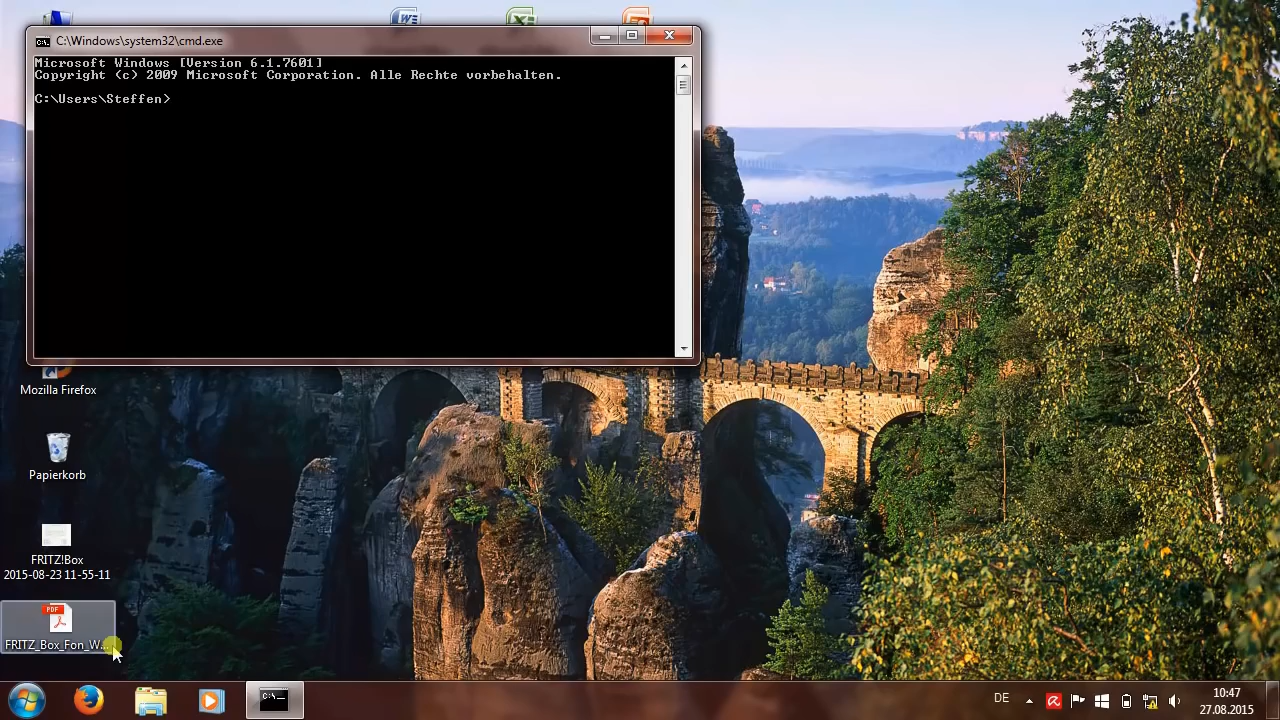 C:\Windows\system32\cmd.exe
Microsoft Windows [Version 6.1.7601]
Copyright (c) 2009 Microsoft Corporation. Alle Rechte vorbehalten.
C:\Users\Steffen>
Mozilla Firefox
Papierkorb
FRITZ!Box
2015-08-23 11-55-11
PDF
FRITZ_Box_Fon_W...
DE
10:47
27.08.2015